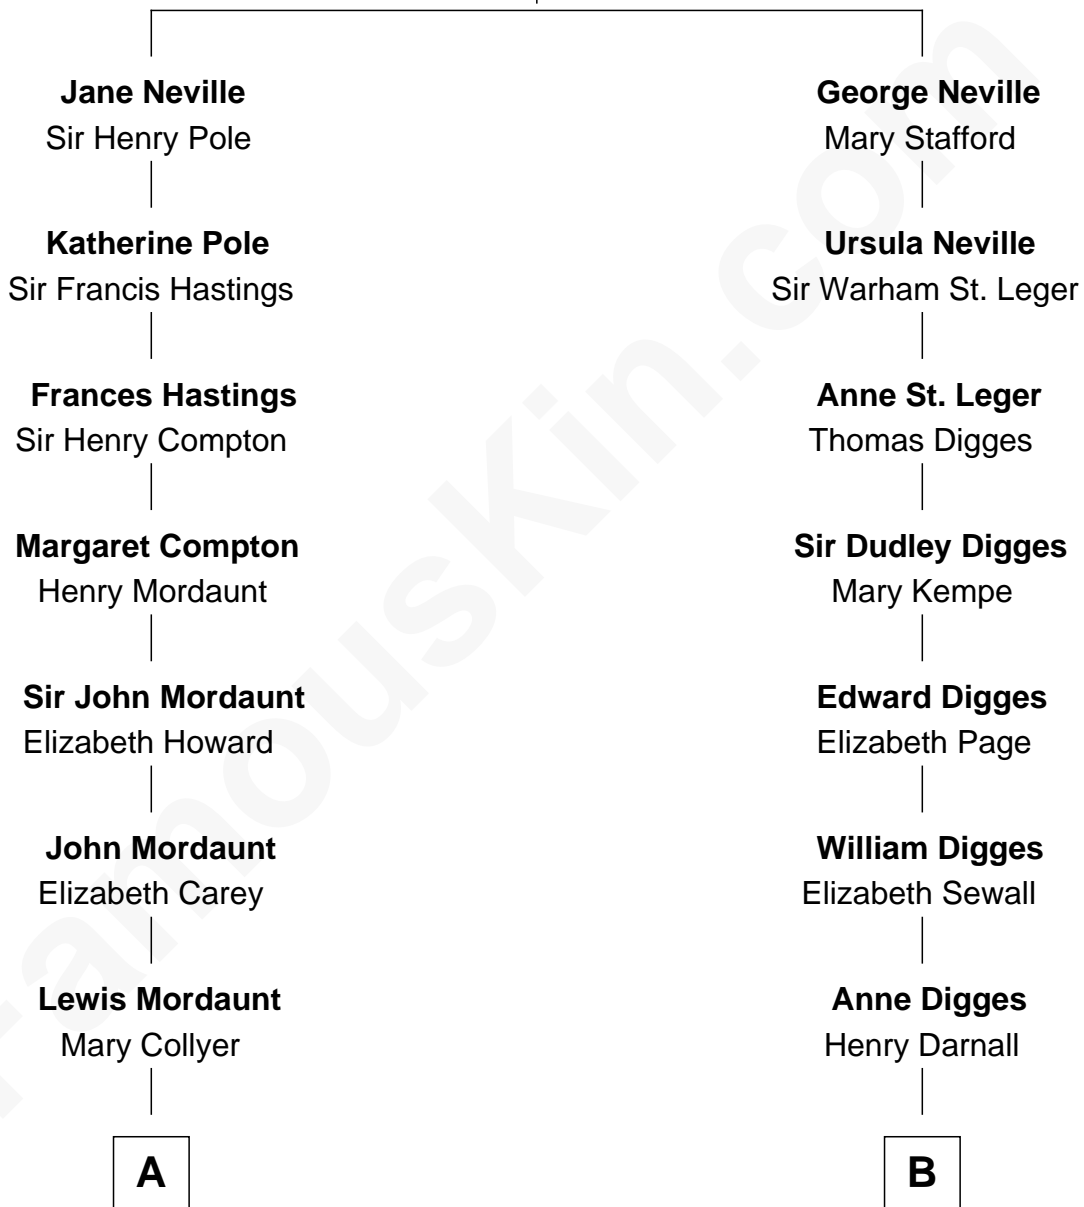 Jane Neville
Sir Henry Pole
George Neville
Mary Stafford
Katherine Pole
Sir Francis Hastings
Ursula Neville
Sir Warham St. Leger
Frances Hastings
Sir Henry Compton
Anne St. Leger
Thomas Digges
Margaret Compton
Henry Mordaunt
Sir Dudley Digges
Mary Kempe
Sir John Mordaunt
Elizabeth Howard
Edward Digges
Elizabeth Page
John Mordaunt
Elizabeth Carey
William Digges
Elizabeth Sewall
Lewis Mordaunt
Mary Collyer
Anne Digges
Henry Darnall
A
B
FamousKin.com